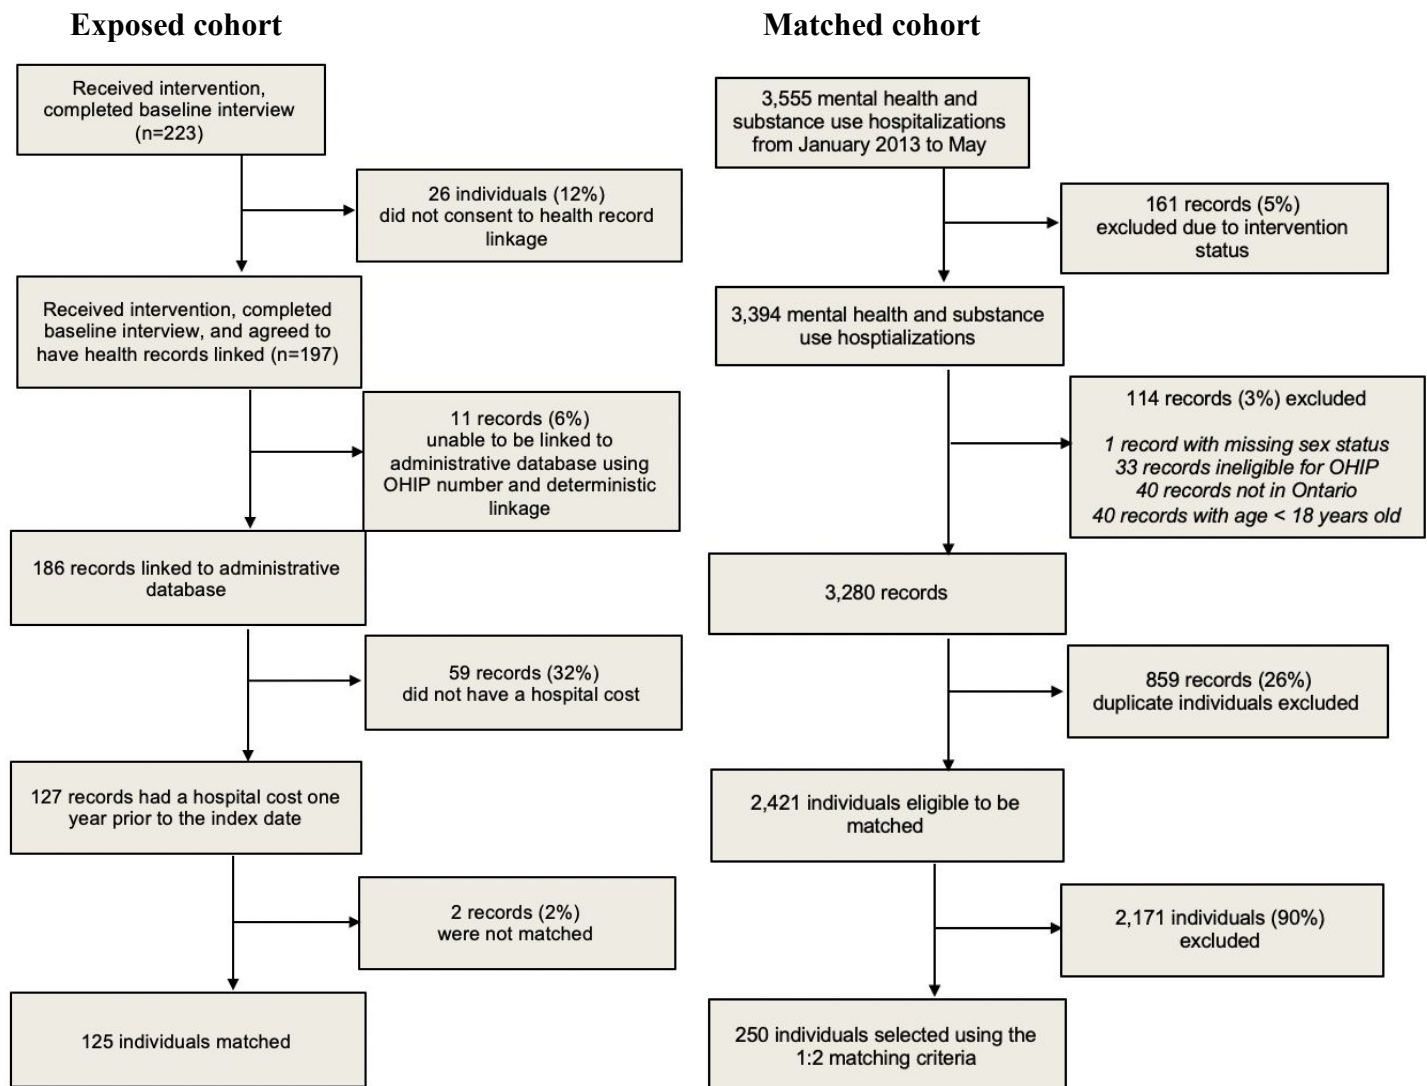 Exposed cohort
Received intervention,
completed baseline interview
(n=223)
26 individuals (12%)
did not consent to health record
linkage
Received intervention, completed
baseline interview, and agreed to
have health records linked (n=197)
11 records (6%)
unable to be linked to
administrative database using
OHIP number and deterministic
linkage
186 records linked to administrative
database
59 records (32%)
did not have a hospital cost
127 records had a hospital cost one
year prior to the index date
2 records (2%)
were not matched
125 individuals matched
Matched cohort
3,555 mental health and
substance use hospitalizations
from January 2013 to May
161 records (5%)
excluded due to intervention
status
3,394 mental health and substance
use hosptializations
114 records (3%) excluded
1 record with missing sex status
33 records ineligible for OHIP
40 records not in Ontario
40 records with age < 18 years old
3,280 records
859 records (26%)
duplicate individuals excluded
2,421 individuals eligible to be
matched
2,171 individuals (90%)
excluded
250 individuals selected using the
1:2 matching criteria